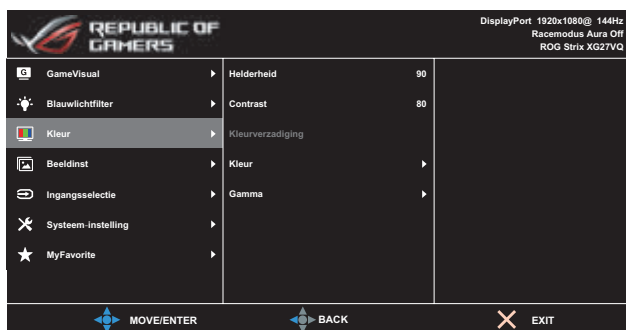 REPUBLIC OF
GAMERS
DisplayPort 1920x1080@ 144Hz
Racemodus Aura Off
ROG Strix XG27VQ
G GameVisual
Blauwlichtfilter
Kleur
Beeldinst
Ingangsselectie
Systeem-instelling
MyFavorite
Helderheid 90
Contrast 80
Kleurverzadiging
Kleur
Gamma
MOVE/ENTER
BACK
EXIT